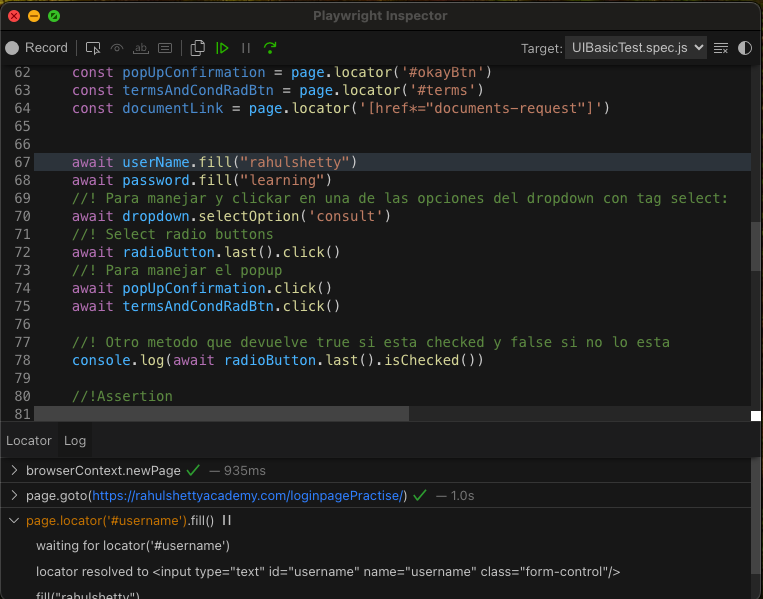 Playwright Inspector
Record
Target: UIBasicTest.spec.js
62 const popUpConfirmation = page.locator('#okayBtn')
63 const termsAndCondRadBtn = page.locator('#terms')
64 const documentLink = page.locator('[href*="documents-request"]')
65
66
67 await userName.fill("rahulshetty")
68 await password.fill("learning")
69 //! Para manejar y clickar en una de las opciones del dropdown con tag select:
70 await dropdown.selectOption('consult')
71 //! Select radio buttons
72 await radioButton.last().click()
73 //! Para manejar el popup
74 await popUpConfirmation.click()
75 await termsAndCondRadBtn.click()
76
77 //! Otro metodo que devuelve true si esta checked y false si no lo esta
78 console.log(await radioButton.last().isChecked())
79
80 //!Assertion
81
Locator Log
browserContext.newPage — 935ms
page.goto(https://rahulshettyacademy.com/loginpagePractise/) — 1.0s
page.locator('#username').fill()
waiting for locator('#username')
locator resolved to <input type="text" id="username" name="username" class="form-control"/>
fill("rahulshetty")